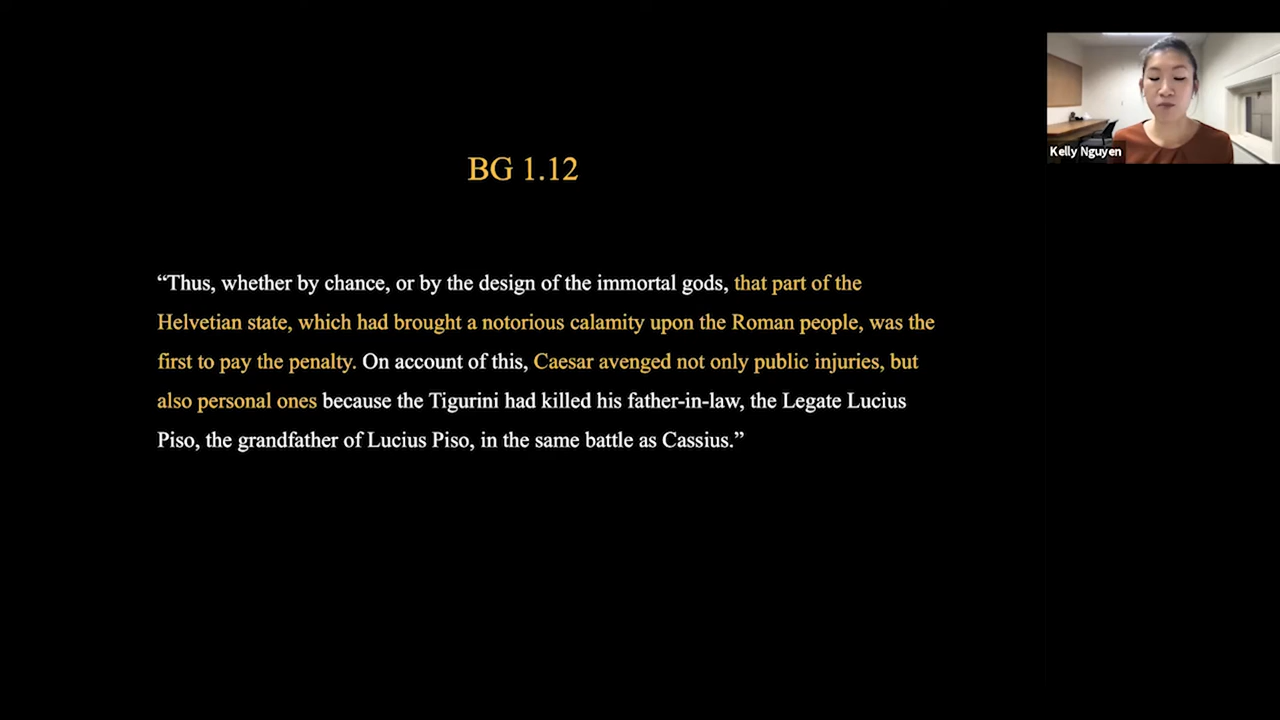 BG 1.12
“Thus, whether by chance, or by the design of the immortal gods, that part of the
Helvetian state, which had brought a notorious calamity upon the Roman people, was the
first to pay the penalty. On account of this, Caesar avenged not only public injuries, but
also personal ones because the Tigurini had killed his father-in-law, the Legate Lucius
Piso, the grandfather of Lucius Piso, in the same battle as Cassius.”
Kelly Nguyen